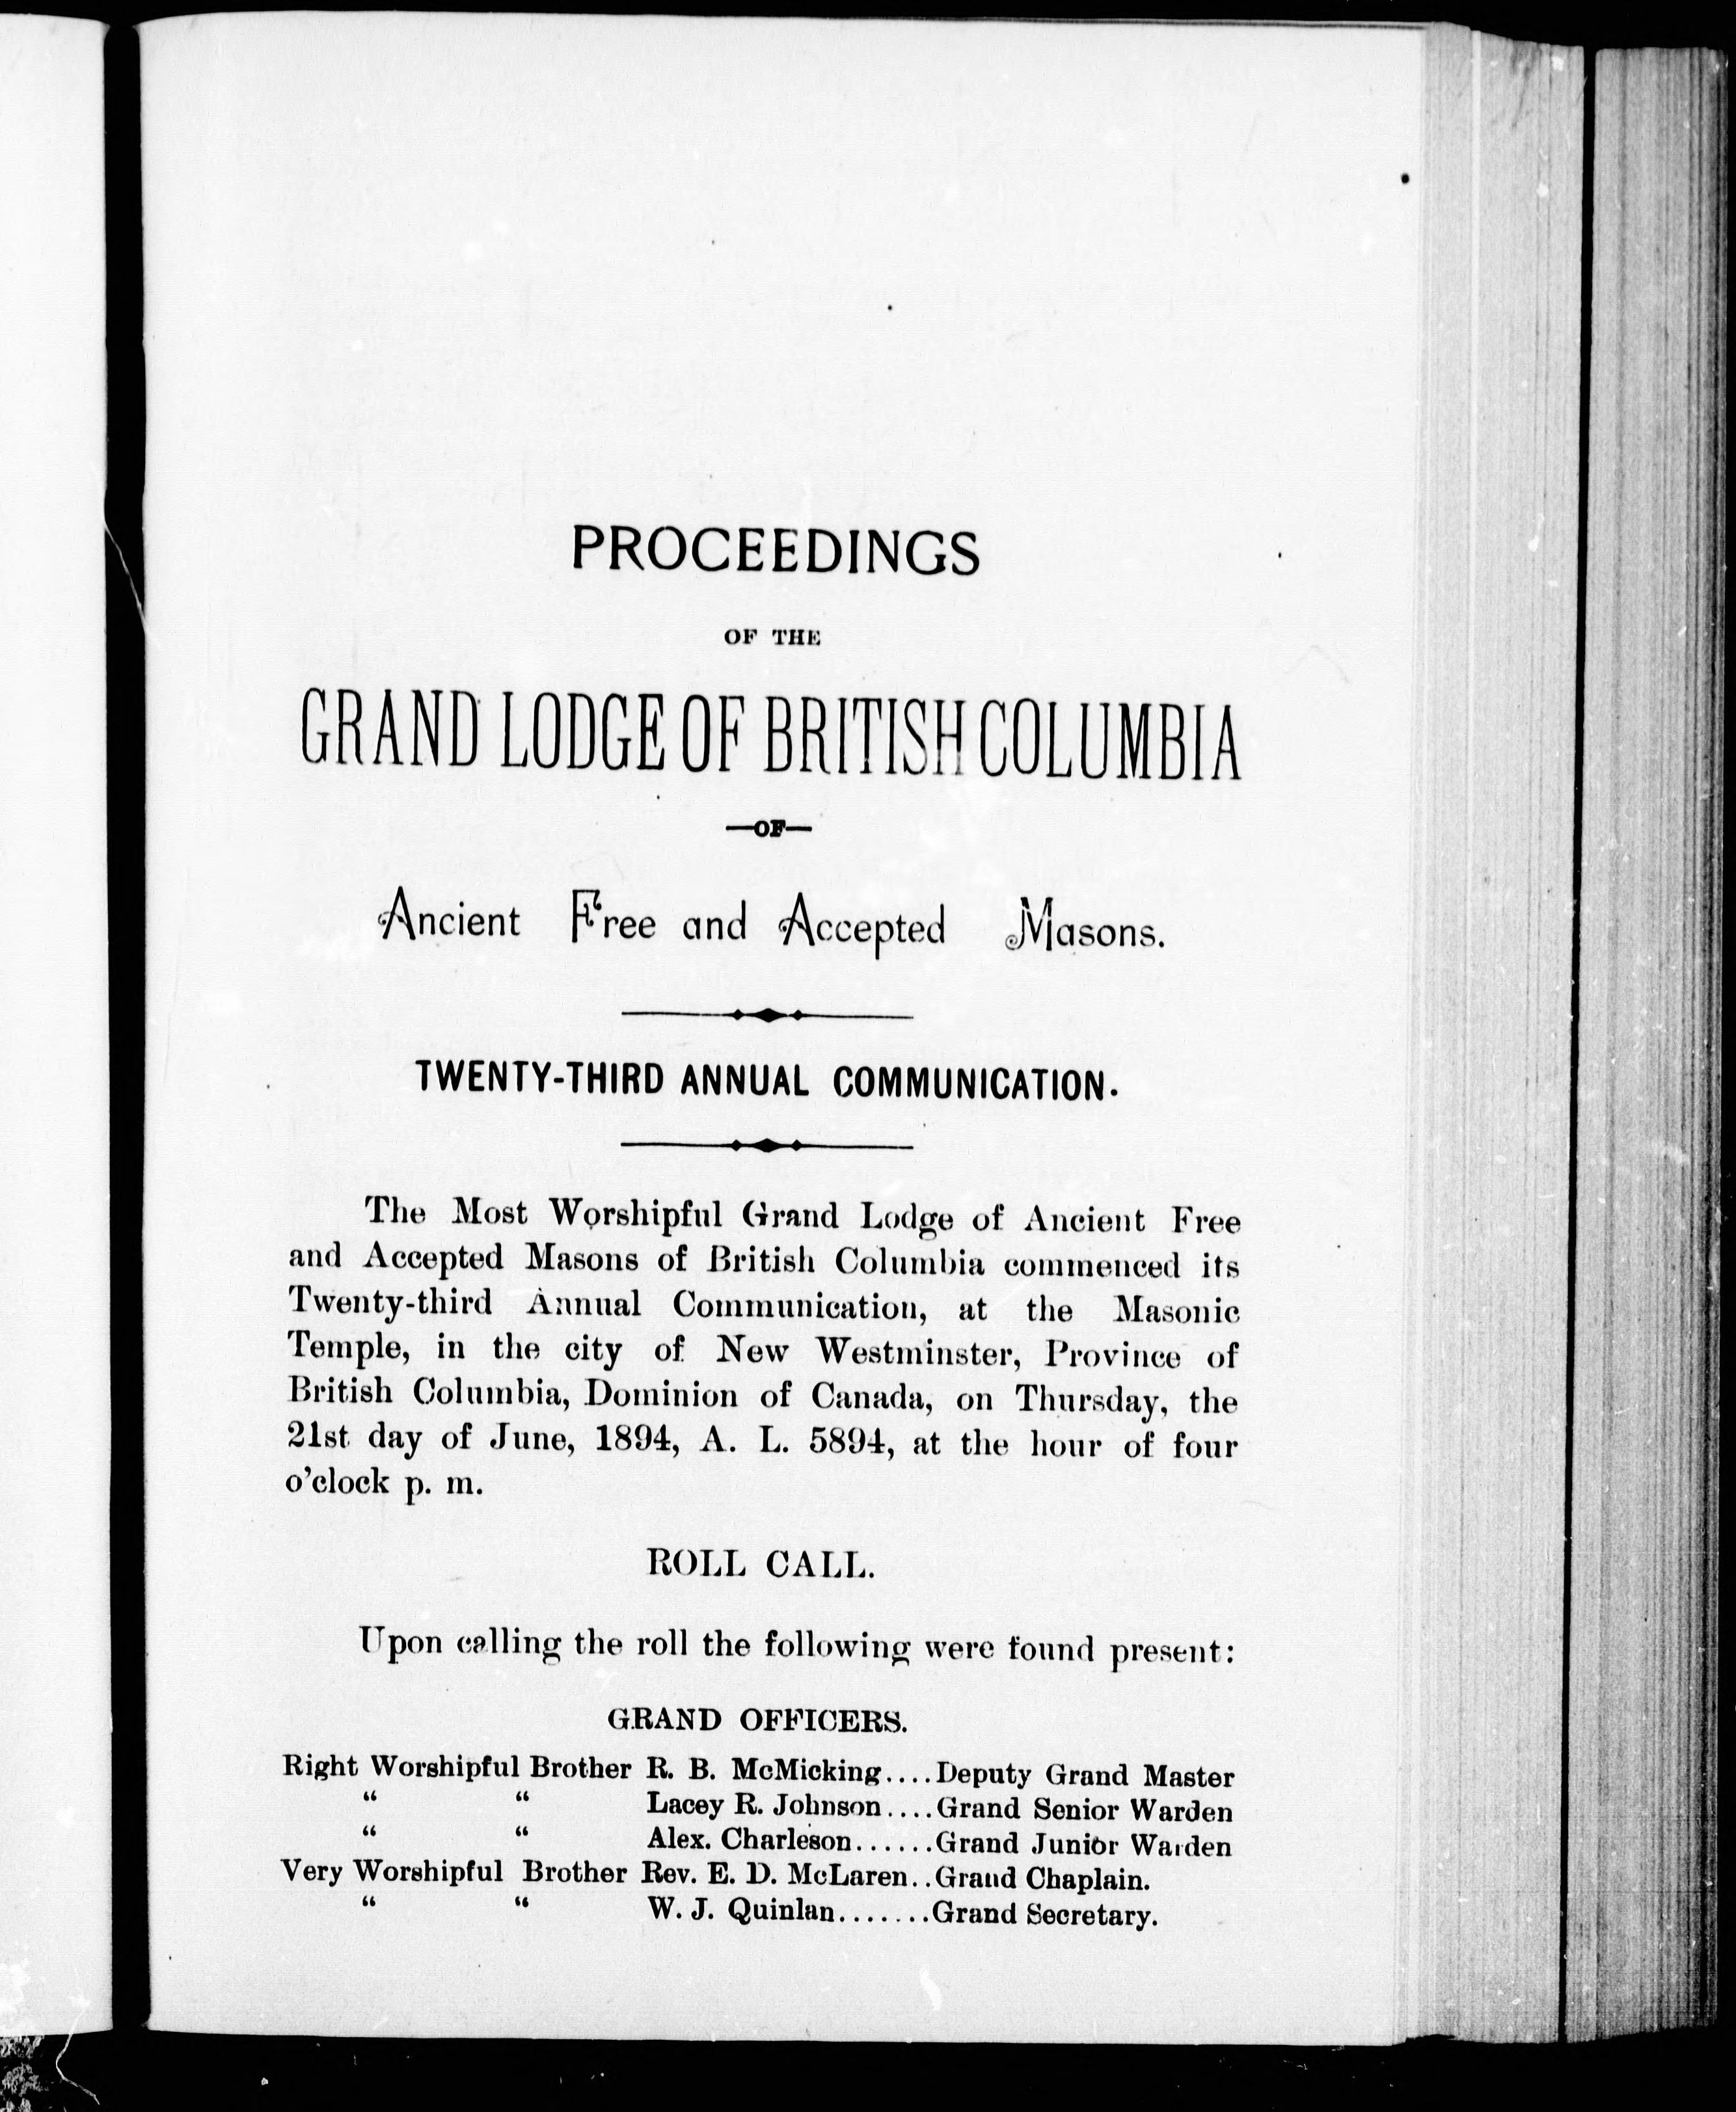 PROCEEDINGS
OF THE
GRAND LODGE OF BRITISH COLUMBIA
—OF—
Ancient Free and Accepted Masons.
TWENTY-THIRD ANNUAL COMMUNICATION.
The Most Worshipful Grand Lodge of Ancient Free
and Accepted Masons of British Columbia commenced its
Twenty-third Annual Communication, at the Masonic
Temple, in the city of New Westminster, Province of
British Columbia, Dominion of Canada, on Thursday, the
21st day of June, 1894, A. L. 5894, at the hour of four
o'clock p. m.
ROLL CALL.
Upon calling the roll the following were found present:
GRAND OFFICERS.
Right Worshipful Brother R. B. McMicking....Deputy Grand Master
“ “ Lacey R. Johnson....Grand Senior Warden
“ “ Alex. Charleson......Grand Junior Warden
Very Worshipful Brother Rev. E. D. McLaren..Grand Chaplain.
“ “ W. J. Quinlan.......Grand Secretary.